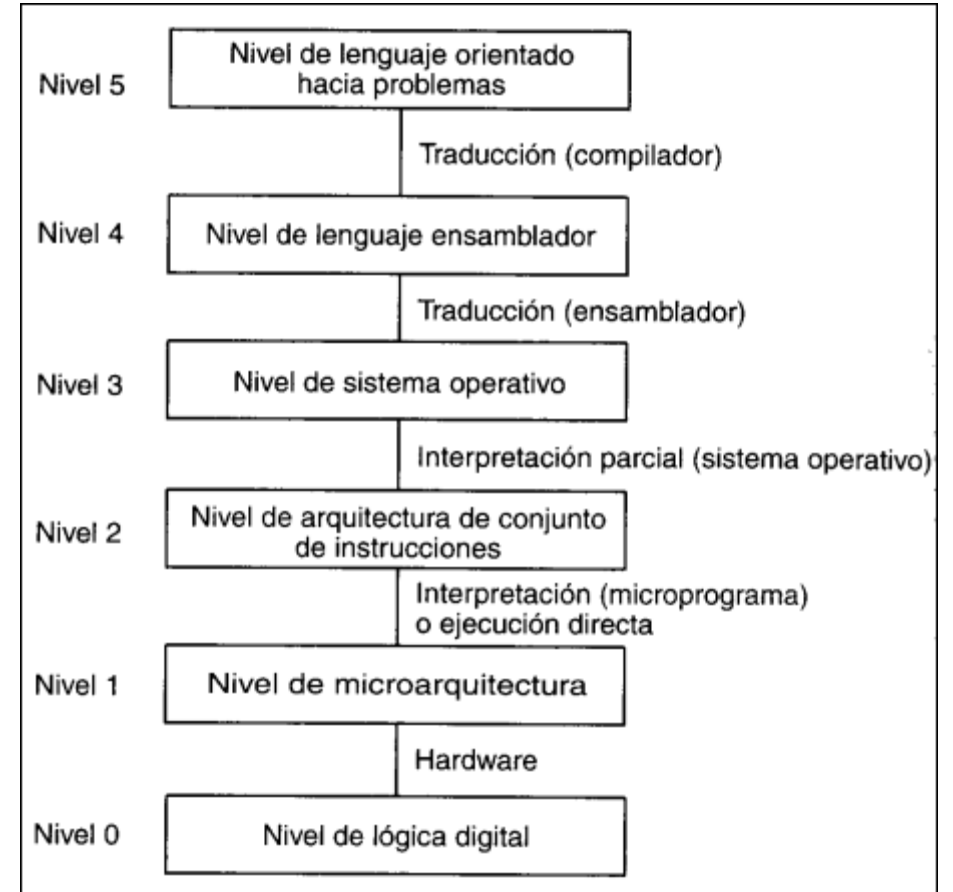 Nivel 5
Nivel de lenguaje orientado
hacia problemas
Traducción (compilador)
Nivel 4
Nivel de lenguaje ensamblador
Traducción (ensamblador)
Nivel 3
Nivel de sistema operativo
Interpretación parcial (sistema operativo)
Nivel 2
Nivel de arquitectura de conjunto
de instrucciones
Interpretación (microprograma)
o ejecución directa
Nivel 1
Nivel de microarquitectura
Hardware
Nivel 0
Nivel de lógica digital